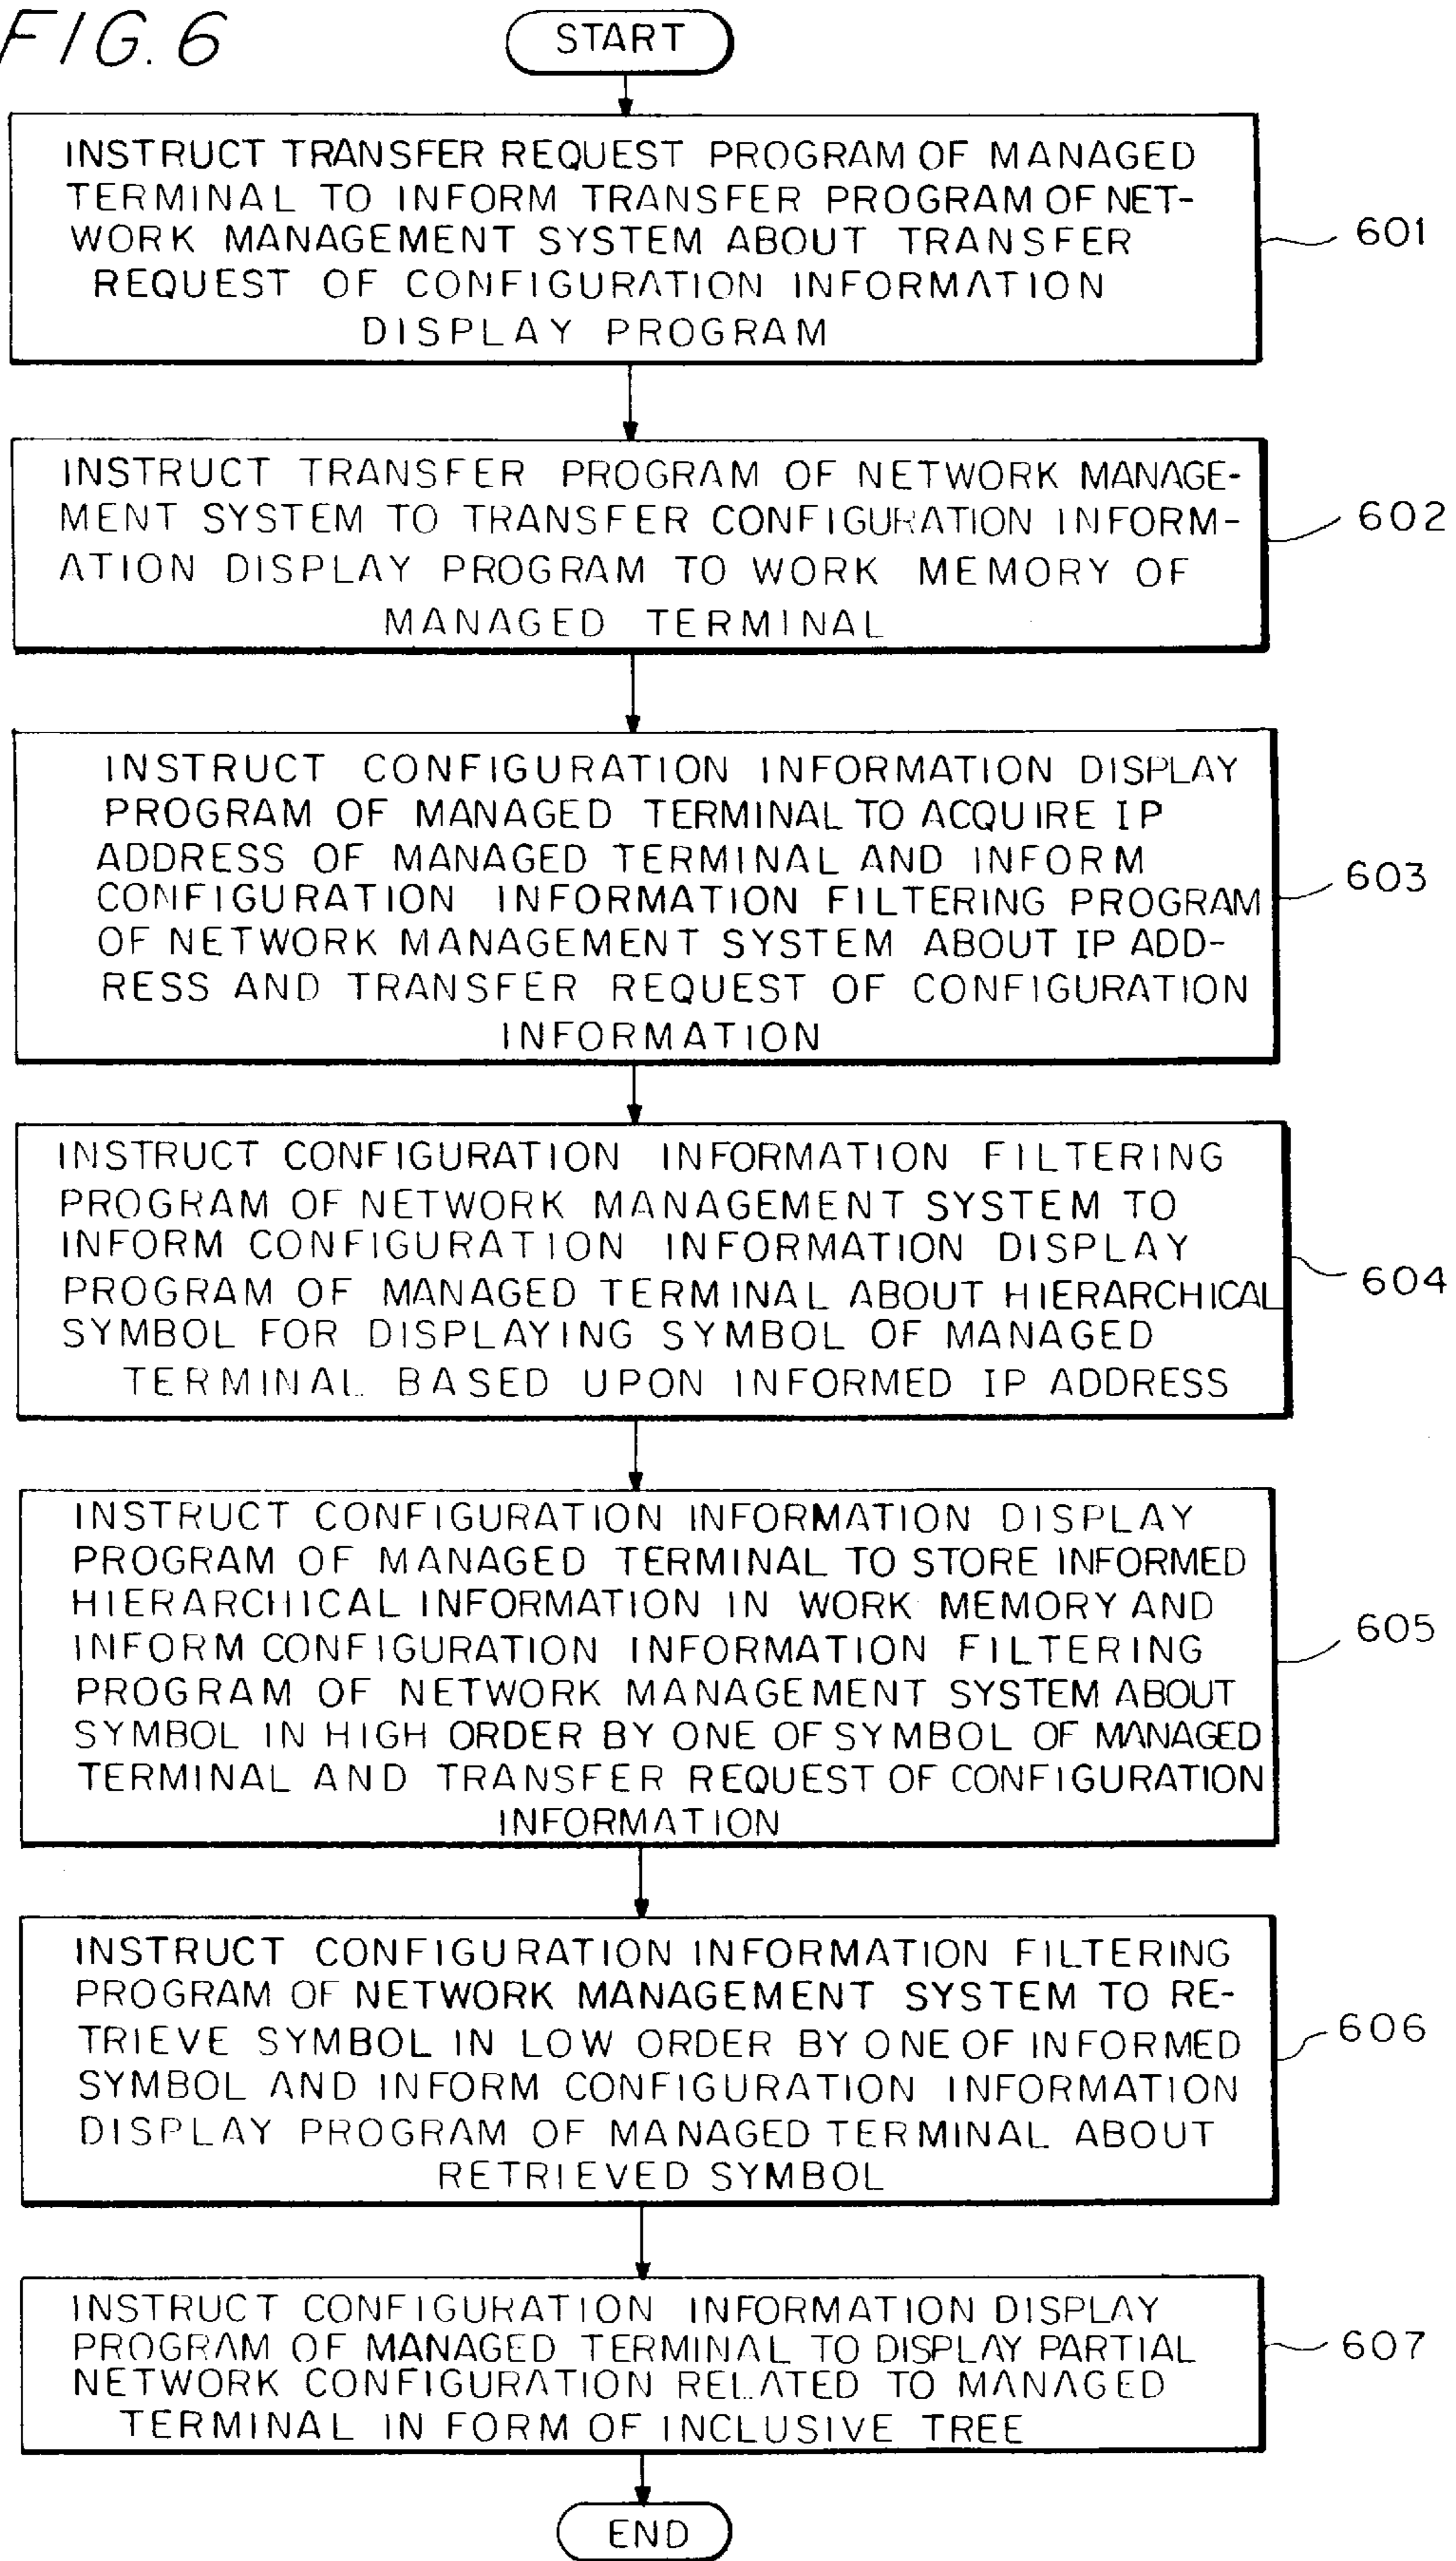 FIG. 6
START
INSTRUCT TRANSFER REQUEST PROGRAM OF MANAGED
TERMINAL TO INFORM TRANSFER PROGRAM OF NET-
WORK MANAGEMENT SYSTEM ABOUT TRANSFER
REQUEST OF CONFIGURATION INFORMATION
DISPLAY PROGRAM
601
INSTRUCT TRANSFER PROGRAM OF NETWORK MANAGE-
MENT SYSTEM TO TRANSFER CONFIGURATION INFORM-
ATION DISPLAY PROGRAM TO WORK MEMORY OF
MANAGED TERMINAL
602
INSTRUCT CONFIGURATION INFORMATION DISPLAY
PROGRAM OF MANAGED TERMINAL TO ACQUIRE IP
ADDRESS OF MANAGED TERMINAL AND INFORM
CONFIGURATION INFORMATION FILTERING PROGRAM
OF NETWORK MANAGEMENT SYSTEM ABOUT IP ADD-
RESS AND TRANSFER REQUEST OF CONFIGURATION
INFORMATION
603
INSTRUCT CONFIGURATION INFORMATION FILTERING
PROGRAM OF NETWORK MANAGEMENT SYSTEM TO
INFORM CONFIGURATION INFORMATION DISPLAY
PROGRAM OF MANAGED TERMINAL ABOUT HIERARCHICAL
SYMBOL FOR DISPLAYING SYMBOL OF MANAGED
TERMINAL BASED UPON INFORMED IP ADDRESS
604
INSTRUCT CONFIGURATION INFORMATION DISPLAY
PROGRAM OF MANAGED TERMINAL TO STORE INFORMED
HIERARCHICAL INFORMATION IN WORK MEMORY AND
INFORM CONFIGURATION INFORMATION FILTERING
PROGRAM OF NETWORK MANAGEMENT SYSTEM ABOUT
SYMBOL IN HIGH ORDER BY ONE OF SYMBOL OF MANAGED
TERMINAL AND TRANSFER REQUEST OF CONFIGURATION
INFORMATION
605
INSTRUCT CONFIGURATION INFORMATION FILTERING
PROGRAM OF NETWORK MANAGEMENT SYSTEM TO RE-
TRIEVE SYMBOL IN LOW ORDER BY ONE OF INFORMED
SYMBOL AND INFORM CONFIGURATION INFORMATION
DISPLAY PROGRAM OF MANAGED TERMINAL ABOUT
RETRIEVED SYMBOL
606
INSTRUCT CONFIGURATION INFORMATION DISPLAY
PROGRAM OF MANAGED TERMINAL TO DISPLAY PARTIAL
NETWORK CONFIGURATION RELATED TO MANAGED
TERMINAL IN FORM OF INCLUSIVE TREE
607
END